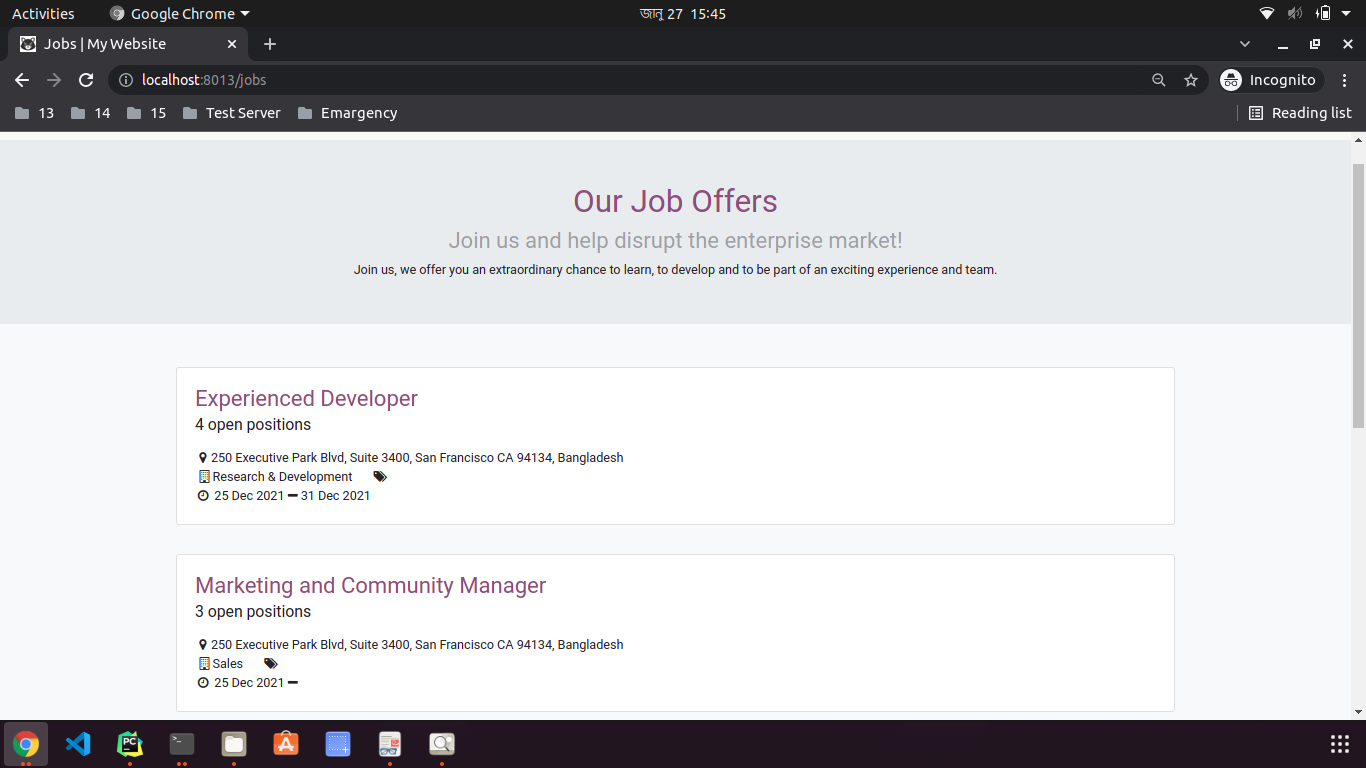 Activities
Google Chrome
জানু 27 15:45
Jobs | My Website
localhost:8013/jobs
Incognito
13
14
15
Test Server
Emargency
Reading list
Our Job Offers
Join us and help disrupt the enterprise market!
Join us, we offer you an extraordinary chance to learn, to develop and to be part of an exciting experience and team.
Experienced Developer
4 open positions
250 Executive Park Blvd, Suite 3400, San Francisco CA 94134, Bangladesh
Research & Development
25 Dec 2021 – 31 Dec 2021
Marketing and Community Manager
3 open positions
250 Executive Park Blvd, Suite 3400, San Francisco CA 94134, Bangladesh
Sales
25 Dec 2021 –
PC